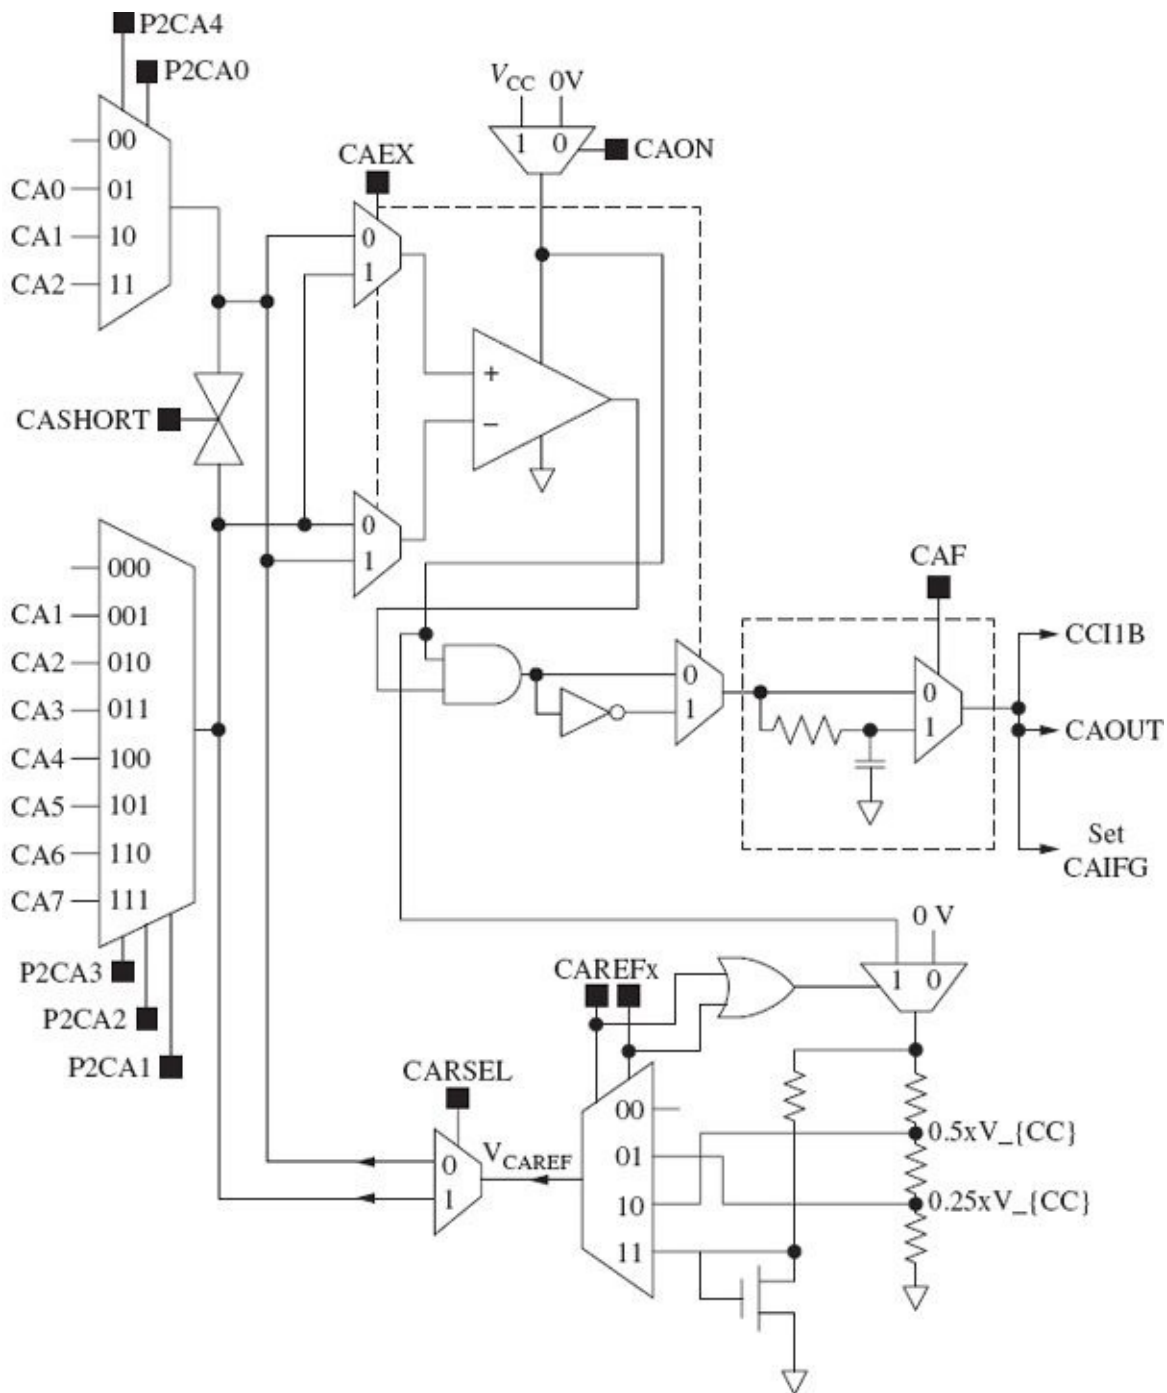 P2CA4
P2CA0
00
CA0 01
CA1 10
CA2 11
CASHORT
000
CA1 001
CA2 010
CA3 011
CA4 100
CA5 101
CA6 110
CA7 111
P2CA3
P2CA2
P2CA1
CAEX
0
1
0
1
VCC 0V
1 0
CAON
+
−
0
1
CAF
0
1
CCI1B
CAOUT
Set
CAIFG
0 V
1 0
CAREFx
00
01
10
11
0.5xV_{CC}
0.25xV_{CC}
CARSEL
0
1
VCAREF